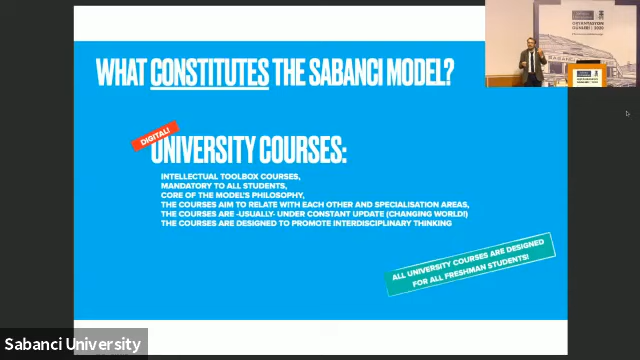 WHAT CONSTITUTES THE SABANCI MODEL?
DIGITAL!
UNIVERSITY COURSES:
INTELLECTUAL TOOLBOX COURSES,
MANDATORY TO ALL STUDENTS,
CORE OF THE MODEL'S PHILOSOPHY,
THE COURSES AIM TO RELATE WITH EACH OTHER AND SPECIALISATION AREAS,
THE COURSES ARE -USUALLY- UNDER CONSTANT UPDATE (CHANGING WORLD!)
THE COURSES ARE DESIGNED TO PROMOTE INTERDISCIPLINARY THINKING
ALL UNIVERSITY COURSES ARE DESIGNED
FOR ALL FRESHMAN STUDENTS!
Sabanci University